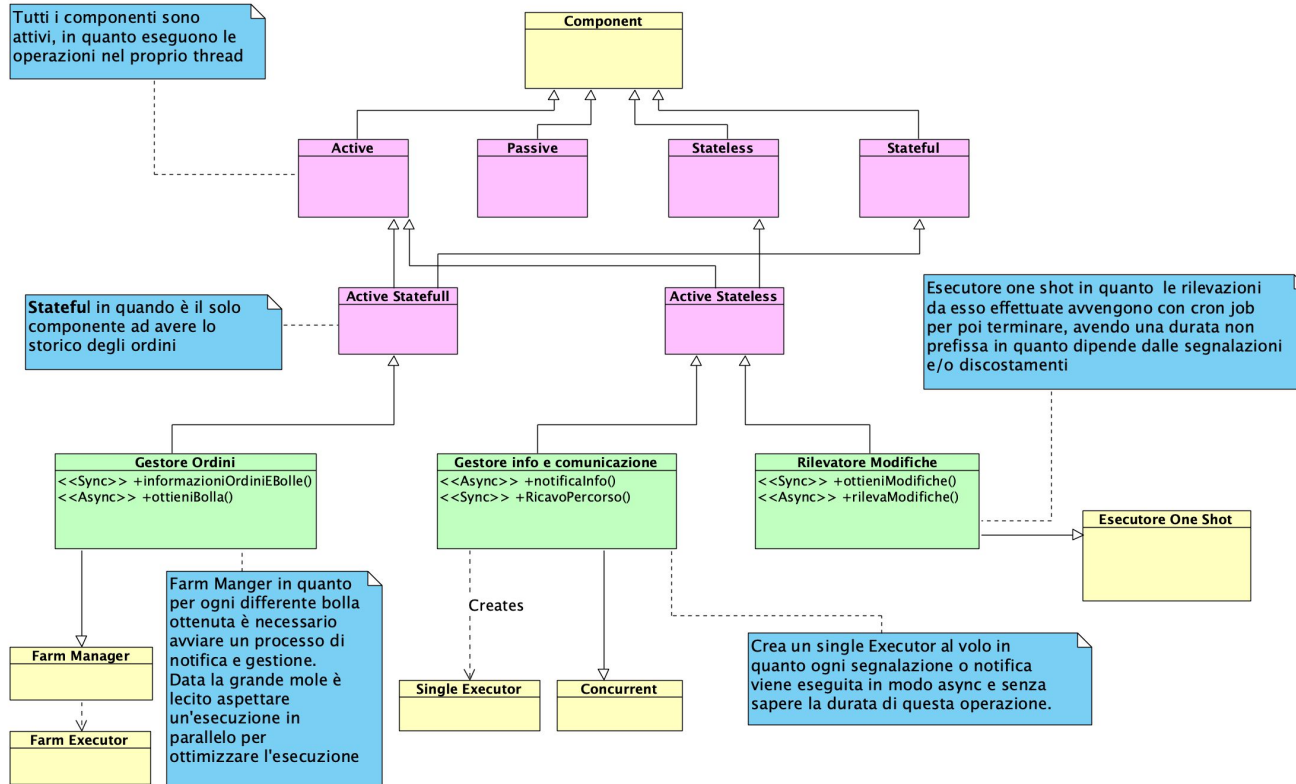 Tutti i componenti sono
attivi, in quanto eseguono le
operazioni nel proprio thread
Component
Active
Passive
Stateless
Stateful
Stateful in quando è il solo
componente ad avere lo
storico degli ordini
Active Statefull
Active Stateless
Esecutore one shot in quanto  le rilevazioni
da esso effettuate avvengono con cron job
per poi terminare, avendo una durata non
prefissa in quanto dipende dalle segnalazioni
e/o discostamenti
Gestore Ordini
<<Sync>> +informazioniOrdiniEBolle()
<<Async>> +ottieniBolla()
Gestore info e comunicazione
<<Async>> +notificaInfo()
<<Sync>> +RicavoPercorso()
Rilevatore Modifiche
<<Sync>> +ottieniModifiche()
<<Async>> +rilevaModifiche()
Esecutore One Shot
Farm Manger in quanto
per ogni differente bolla
ottenuta è necessario
avviare un processo di
notifica e gestione.
Data la grande mole è
lecito aspettare
un'esecuzione in
parallelo per
ottimizzare l'esecuzione
Creates
Farm Manager
Farm Executor
Single Executor
Concurrent
Crea un single Executor al volo in
quanto ogni segnalazione o notifica
viene eseguita in modo async e senza
sapere la durata di questa operazione.